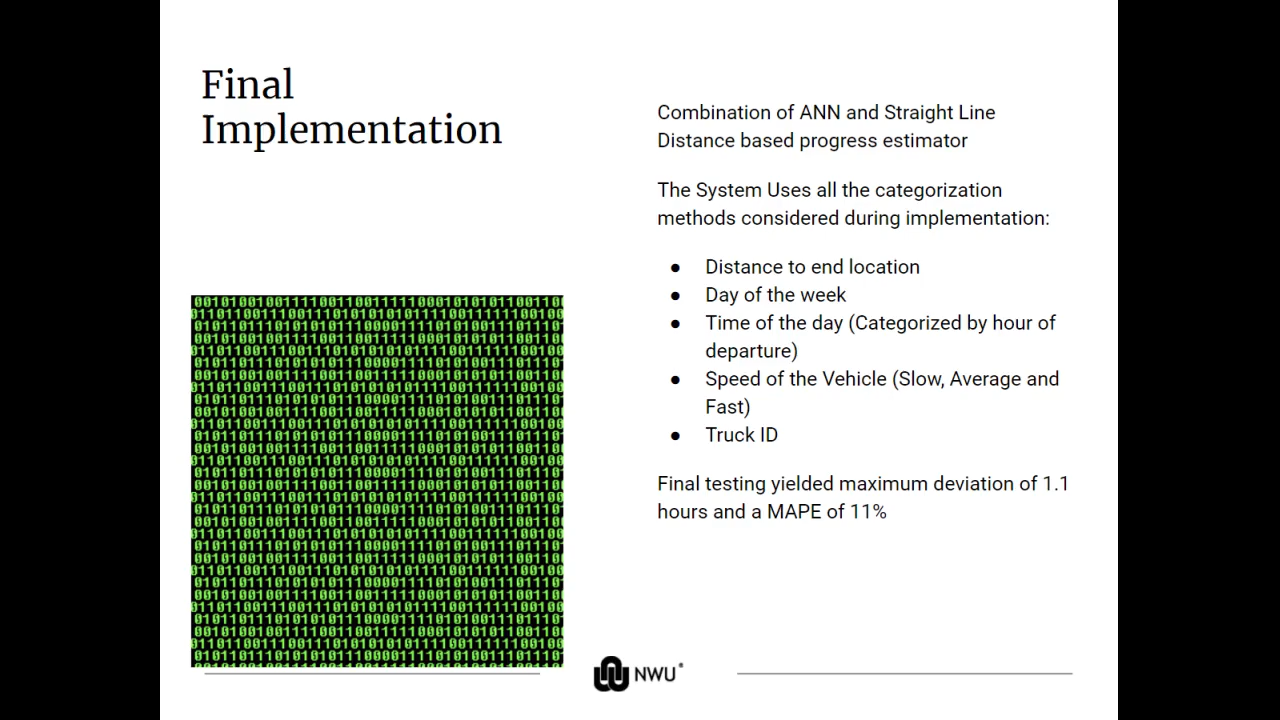 Final
Implementation
Combination of ANN and Straight Line
Distance based progress estimator
The System Uses all the categorization
methods considered during implementation:
● Distance to end location
● Day of the week
● Time of the day (Categorized by hour of
departure)
● Speed of the Vehicle (Slow, Average and
Fast)
● Truck ID
Final testing yielded maximum deviation of 1.1
hours and a MAPE of 11%
NWU®